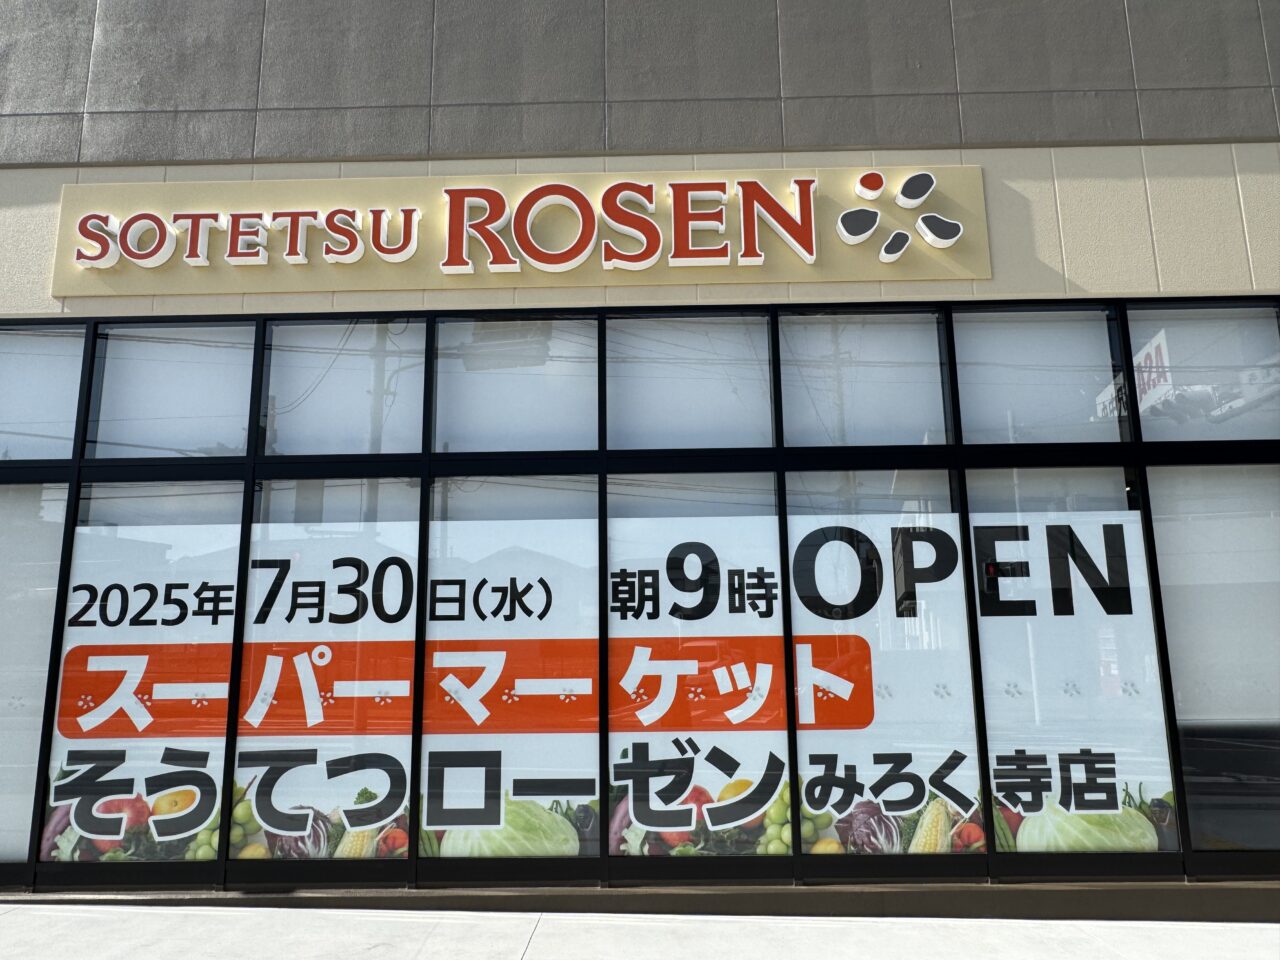 SOTETSU ROSEN
2025年7月30日(水) 朝9時OPEN
スーパーマーケット
そうてつローゼンみろく寺店